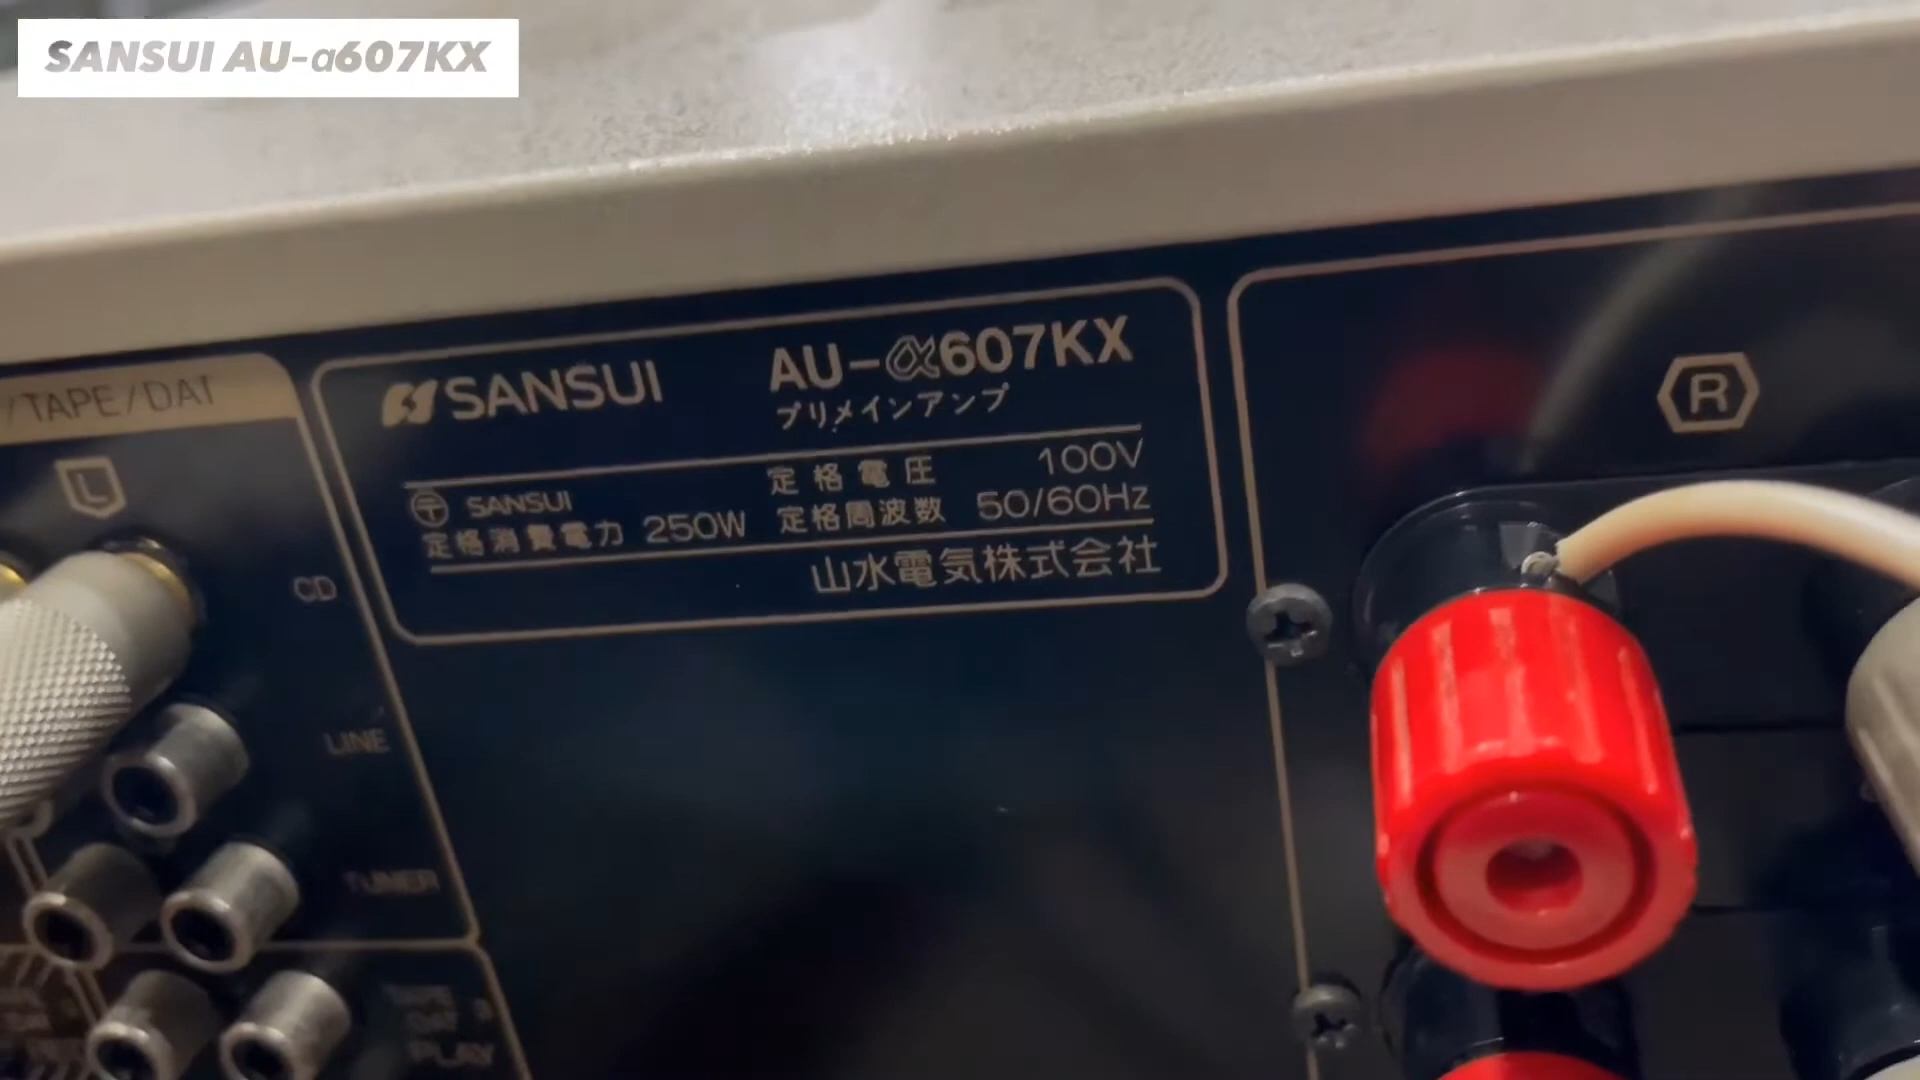 SANSUI AU-α607KX
SANSUI AU-α607KX
プリメインアンプ
〒 SANSUI 定格電圧 100V
定格消費電力 250W 定格周波数 50/60Hz
山水電気株式会社
/TAPE/DAT
L
R
CD
LINE
TUNER
PLAY